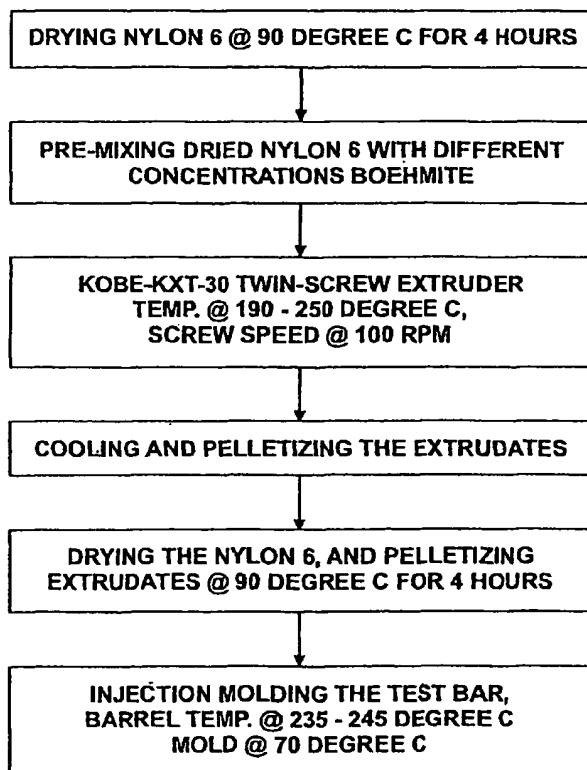 DRYING NYLON 6 @ 90 DEGREE C FOR 4 HOURS
PRE-MIXING DRIED NYLON 6 WITH DIFFERENT
CONCENTRATIONS BOEHMITE
KOBE-KXT-30 TWIN-SCREW EXTRUDER
TEMP. @ 190 - 250 DEGREE C,
SCREW SPEED @ 100 RPM
COOLING AND PELLETIZING THE EXTRUDATES
DRYING THE NYLON 6, AND PELLETIZING
EXTRUDATES @ 90 DEGREE C FOR 4 HOURS
INJECTION MOLDING THE TEST BAR,
BARREL TEMP. @ 235 - 245 DEGREE C
MOLD @ 70 DEGREE C